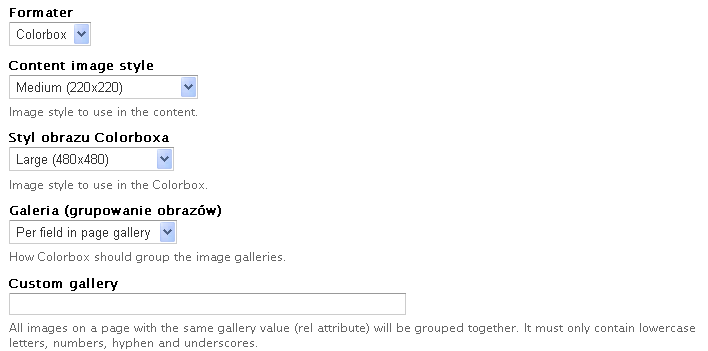 Formater
Colorbox
Content image style
Medium (220x220)
Image style to use in the content.
Styl obrazu Colorboxa
Large (480x480)
Image style to use in the Colorbox.
Galeria (grupowanie obrazów)
Per field in page gallery
How Colorbox should group the image galleries.
Custom gallery
All images on a page with the same gallery value (rel attribute) will be grouped together. It must only contain lowercase
letters, numbers, hyphen and underscores.